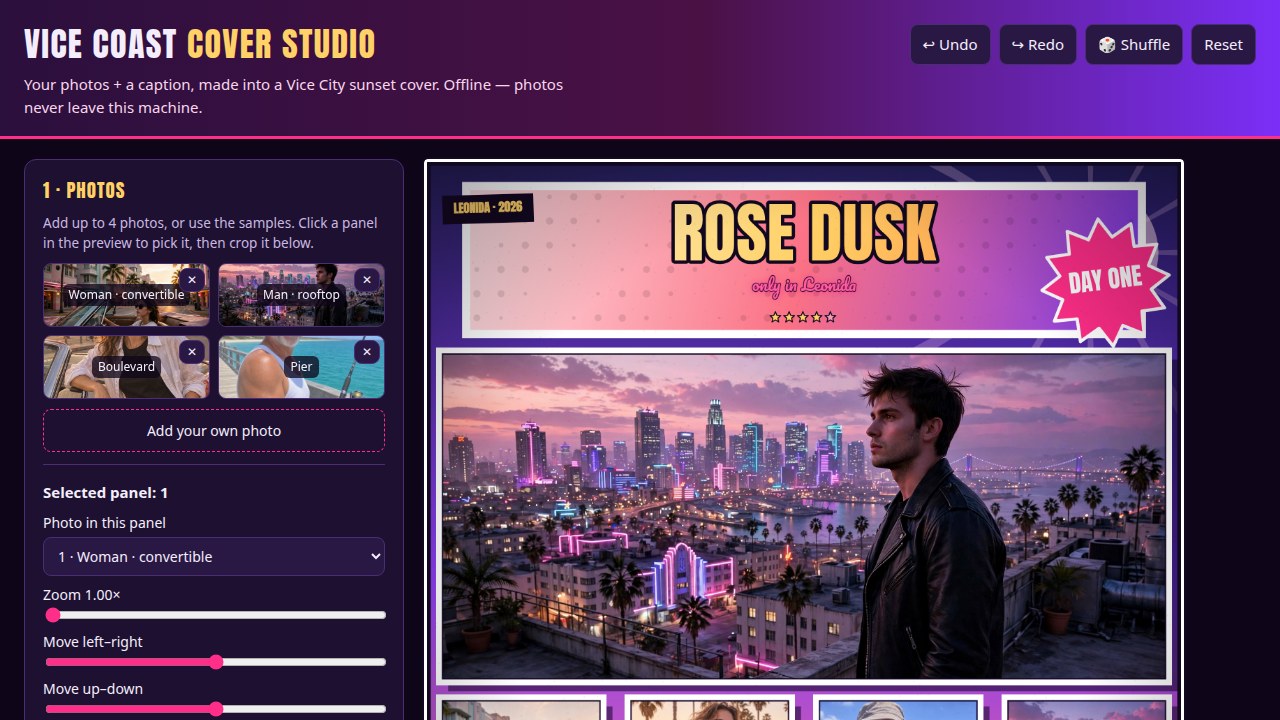 VICE COAST COVER STUDIO
Your photos + a caption, made into a Vice City sunset cover. Offline — photos
never leave this machine.
↩ Undo
↪ Redo
🎲 Shuffle
Reset
1 · PHOTOS
Add up to 4 photos, or use the samples. Click a panel
in the preview to pick it, then crop it below.
Woman · convertible
✕
Man · rooftop
✕
Boulevard
✕
Pier
✕
Add your own photo
Selected panel: 1
Photo in this panel
1 · Woman · convertible
Zoom 1.00×
Move left–right
Move up–down
LEONIDA · 2026
ROSE DUSK
only in Leonida
DAY ONE